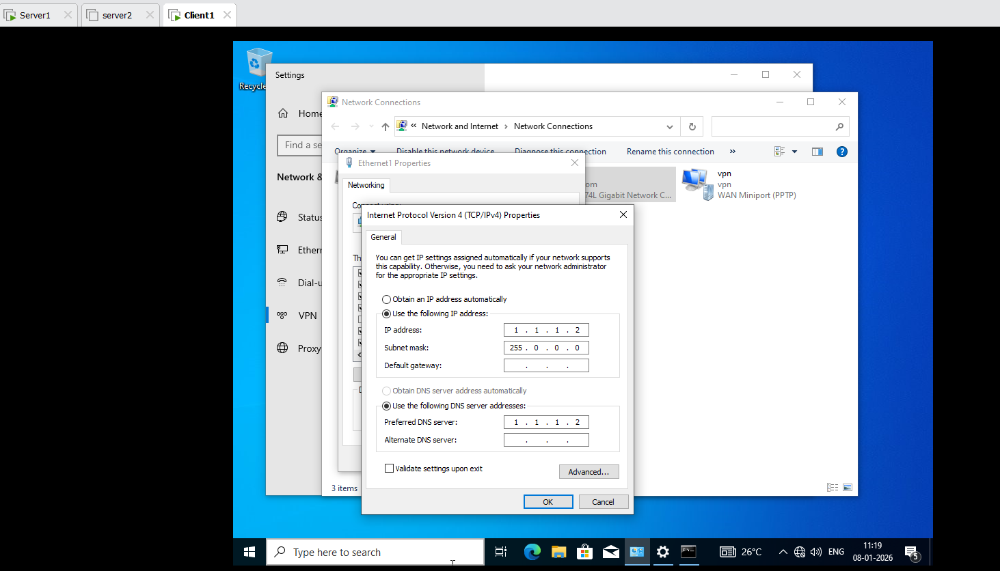 Server1
server2
Client1
Recycle
Settings
Home
Find a se
Network &
Status
Ethern
Dial-u
VPN
Proxy
Network Connections
« Network and Internet › Network Connections
Organize
Disable this network device
Diagnose this connection
Rename this connection
»
om
74L Gigabit Network C...
vpn
vpn
WAN Miniport (PPTP)
3 items
Ethernet1 Properties
Networking
Connect using:
Th
Internet Protocol Version 4 (TCP/IPv4) Properties
General
You can get IP settings assigned automatically if your network supports
this capability. Otherwise, you need to ask your network administrator
for the appropriate IP settings.
Obtain an IP address automatically
Use the following IP address:
IP address: 1 . 1 . 1 . 2
Subnet mask: 255 . 0 . 0 . 0
Default gateway: . . .
Obtain DNS server address automatically
Use the following DNS server addresses:
Preferred DNS server: 1 . 1 . 1 . 2
Alternate DNS server: . . .
Validate settings upon exit
Advanced...
OK
Cancel
Type here to search
26°C
ENG
11:19
08-01-2026
5